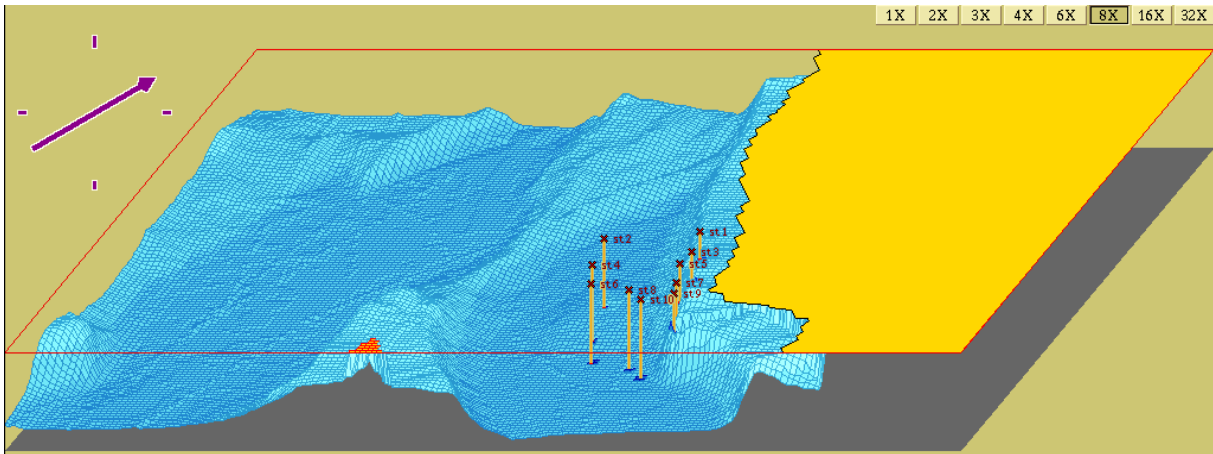 1X 2X 3X 4X 6X 8X 16X 32X
st1
st2
st3
st4
st5
st6
st7
st8
st9
st10